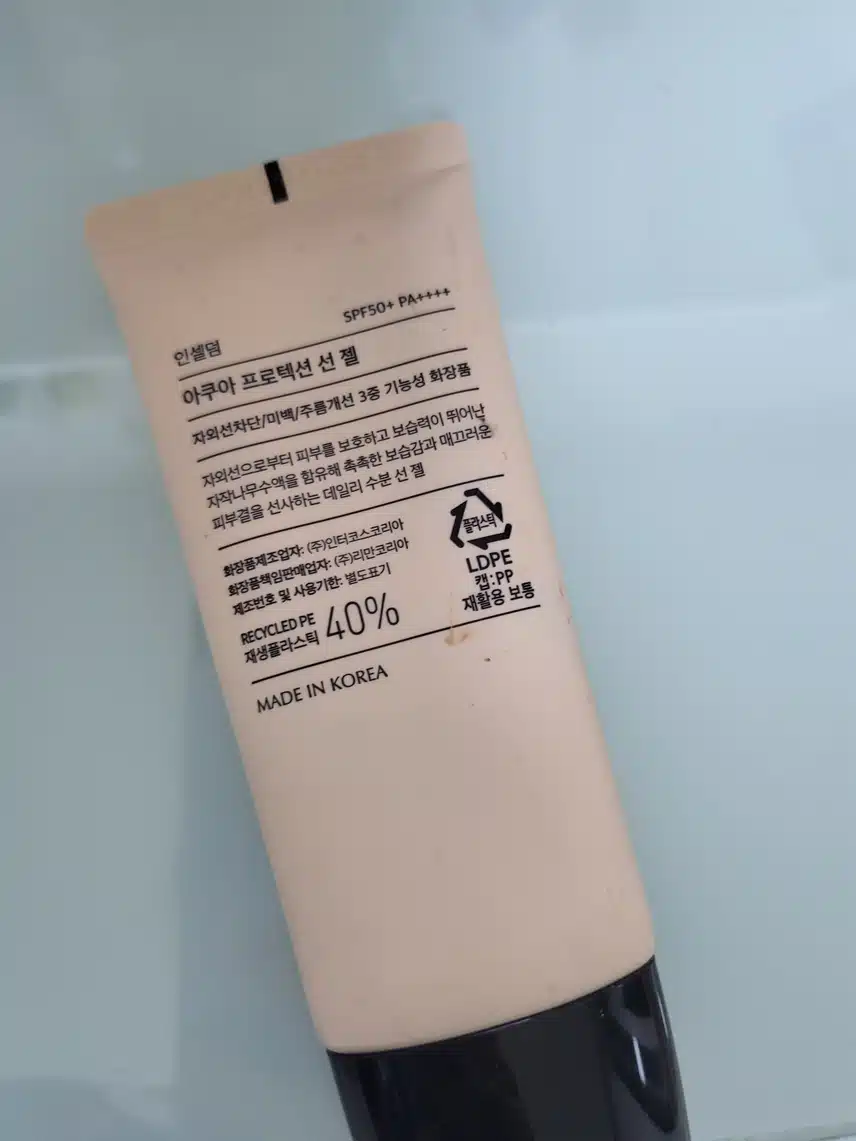 SPF50+ PA++++
인셀덤
아쿠아 프로텍션 선 젤
자외선차단/미백/주름개선 3중 기능성 화장품
자외선으로부터 피부를 보호하고 보습력이 뛰어난
자작나무수액을 함유해 촉촉한 보습감과 매끄러운
피부결을 선사하는 데일리 수분 선 젤
화장품제조업자: (주)인터코스코리아
화장품책임판매업자: (주)리만코리아
제조번호 및 사용기한: 별도표기
RECYCLED PE
재생플라스틱 40%
플라스틱
LDPE
캡:PP
재활용 보통
MADE IN KOREA